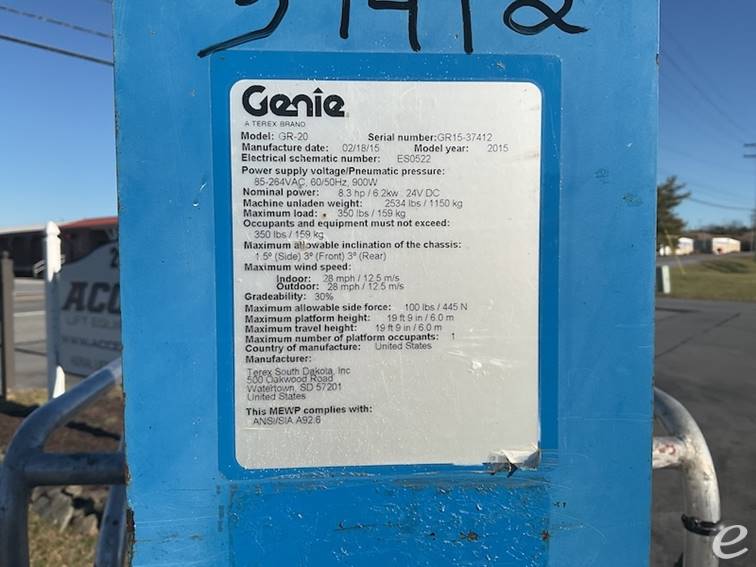 37412
Genie
A TEREX BRAND
Model: GR-20 Serial number:GR15-37412
Manufacture date: 02/18/15 Model year: 2015
Electrical schematic number: ES0522
Power supply voltage/Pneumatic pressure:
85-264VAC, 60/50Hz, 900W
Nominal power: 8.3 hp / 6.2kw , 24V DC
Machine unladen weight: 2534 lbs / 1150 kg
Maximum load: 350 lbs / 159 kg
Occupants and equipment must not exceed:
350 lbs / 159 kg
Maximum allowable inclination of the chassis:
1.5º (Side) 3º (Front) 3º (Rear)
Maximum wind speed:
Indoor: 28 mph / 12.5 m/s
Outdoor: 28 mph / 12.5 m/s
Gradeability: 30%
Maximum allowable side force: 100 lbs / 445 N
Maximum platform height: 19 ft 9 in / 6.0 m
Maximum travel height: 19 ft 9 in / 6.0 m
Maximum number of platform occupants: 1
Country of manufacture: United States
Manufacturer:
Terex South Dakota, Inc
500 Oakwood Road
Watertown, SD 57201
United States
This MEWP complies with:
ANSI/SIA A92.6
ACC
LIFT
e